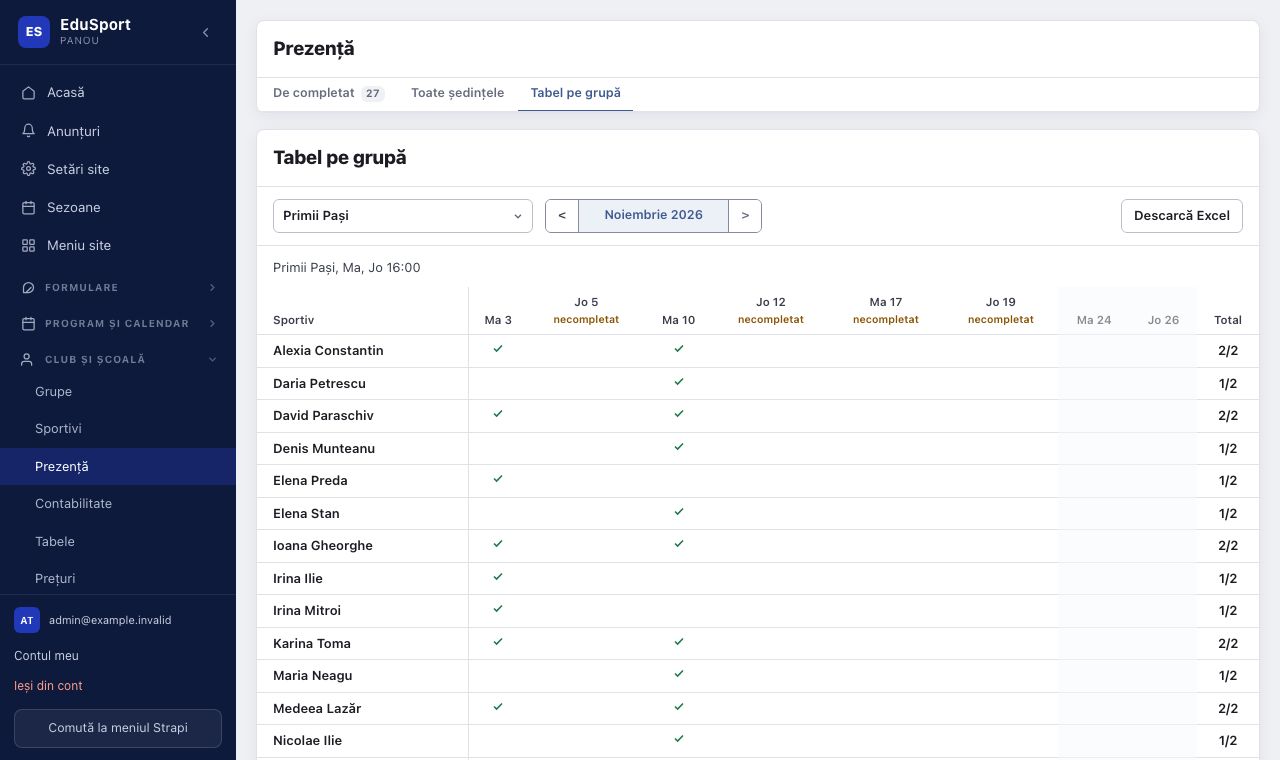 ES
EduSport
PANOU
Acasă
Anunțuri
Setări site
Sezoane
Meniu site
FORMULARE
PROGRAM ȘI CALENDAR
CLUB ȘI ȘCOALĂ
Grupe
Sportivi
Prezență
Contabilitate
Tabele
Prețuri
AT admin@example.invalid
Contul meu
Ieși din cont
Comută la meniul Strapi
Prezență
De completat 27 Toate ședințele Tabel pe grupă
Tabel pe grupă
Primii Pași < Noiembrie 2026 > Descarcă Excel
Primii Pași, Ma, Jo 16:00
Sportiv Ma 3 Jo 5 necompletat Ma 10 Jo 12 necompletat Ma 17 necompletat Jo 19 necompletat Ma 24 Jo 26 Total
Alexia Constantin ✓ ✓ 2/2
Daria Petrescu ✓ 1/2
David Paraschiv ✓ ✓ 2/2
Denis Munteanu ✓ 1/2
Elena Preda ✓ 1/2
Elena Stan ✓ 1/2
Ioana Gheorghe ✓ ✓ 2/2
Irina Ilie ✓ 1/2
Irina Mitroi ✓ 1/2
Karina Toma ✓ ✓ 2/2
Maria Neagu ✓ 1/2
Medeea Lazăr ✓ ✓ 2/2
Nicolae Ilie ✓ 1/2